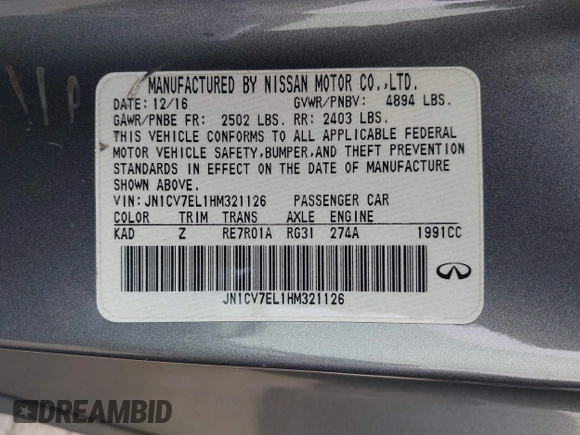 MANUFACTURED BY NISSAN MOTOR CO.,LTD.
DATE: 12/16 GVWR/PNBV: 4894 LBS.
GAWR/PNBE FR: 2502 LBS. RR: 2403 LBS.
THIS VEHICLE CONFORMS TO ALL APPLICABLE FEDERAL
MOTOR VEHICLE SAFETY,BUMPER,AND THEFT PREVENTION
STANDARDS IN EFFECT ON THE DATE OF MANUFACTURE
SHOWN ABOVE.
VIN: JN1CV7EL1HM321126 PASSENGER CAR
COLOR TRIM TRANS AXLE ENGINE
KAD Z RE7R01A RG31 274A 1991CC
JN1CV7EL1HM321126
DREAMBID